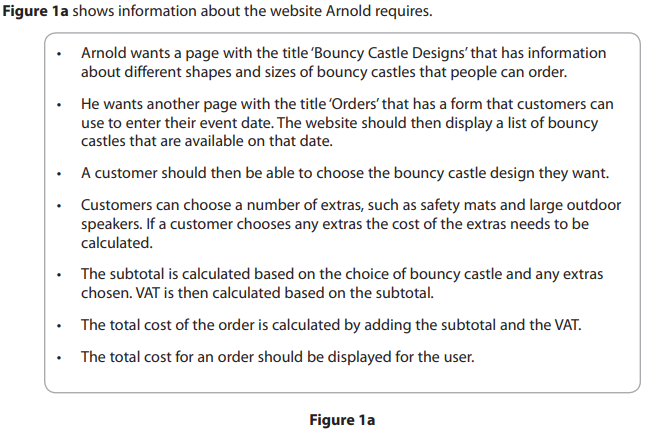 Figure 1a shows information about the website Arnold requires.
• Arnold wants a page with the title ‘Bouncy Castle Designs’ that has information
about different shapes and sizes of bouncy castles that people can order.
• He wants another page with the title ‘Orders’ that has a form that customers can
use to enter their event date. The website should then display a list of bouncy
castles that are available on that date.
• A customer should then be able to choose the bouncy castle design they want.
• Customers can choose a number of extras, such as safety mats and large outdoor
speakers. If a customer chooses any extras the cost of the extras needs to be
calculated.
• The subtotal is calculated based on the choice of bouncy castle and any extras
chosen. VAT is then calculated based on the subtotal.
• The total cost of the order is calculated by adding the subtotal and the VAT.
• The total cost for an order should be displayed for the user.
Figure 1a